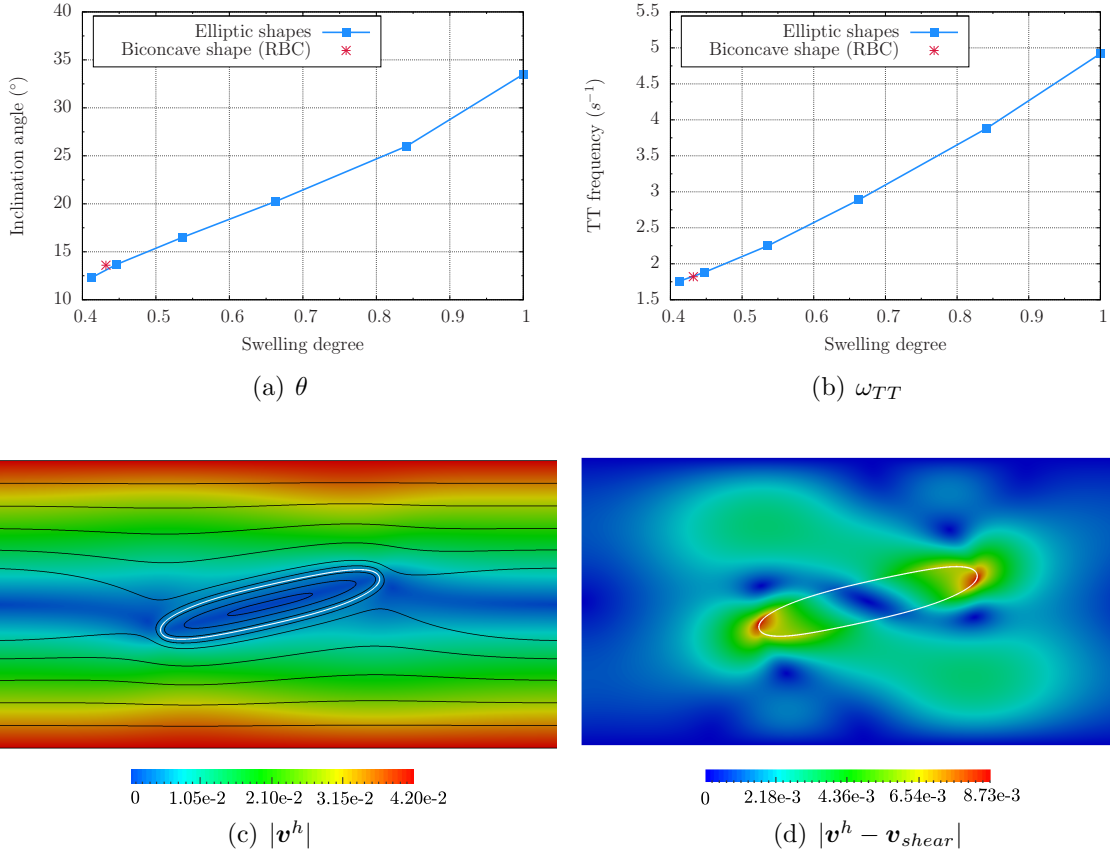 40
35
30
25
20
15
10
0.4 0.5 0.6 0.7 0.8 0.9 1
Inclination angle (°)
Swelling degree
Elliptic shapes
Biconcave shape (RBC)
(a) θ
5.5
5
4.5
4
3.5
3
2.5
2
1.5
0.4 0.5 0.6 0.7 0.8 0.9 1
TT frequency (s⁻¹)
Swelling degree
Elliptic shapes
Biconcave shape (RBC)
(b) ω_TT
0 1.05e-2 2.10e-2 3.15e-2 4.20e-2
(c) |v^h|
0 2.18e-3 4.36e-3 6.54e-3 8.73e-3
(d) |v^h − v_shear|